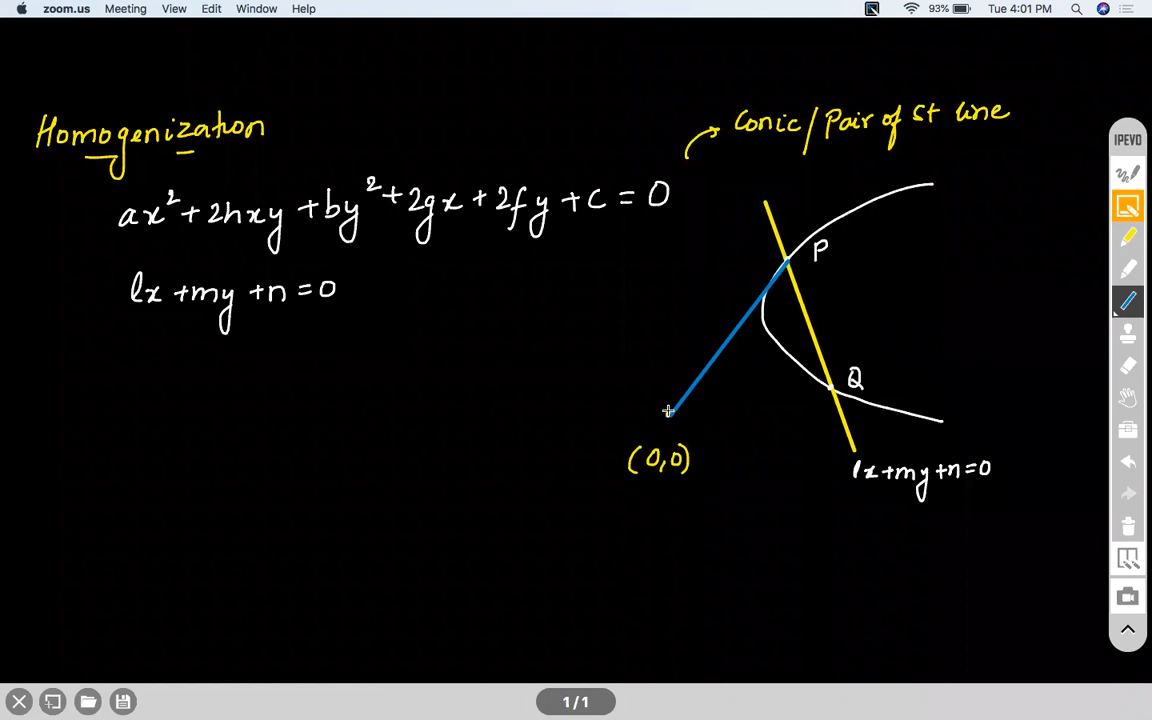 zoom.us Meeting View Edit Window Help 93% Tue 4:01 PM
Homogenization
Conic/Pair of St line
ax²+2hxy+by²+2gx+2fy+c=0
lx+my+n=0
P
Q
(0,0)
lx+my+n=0
IPEVO
1/1